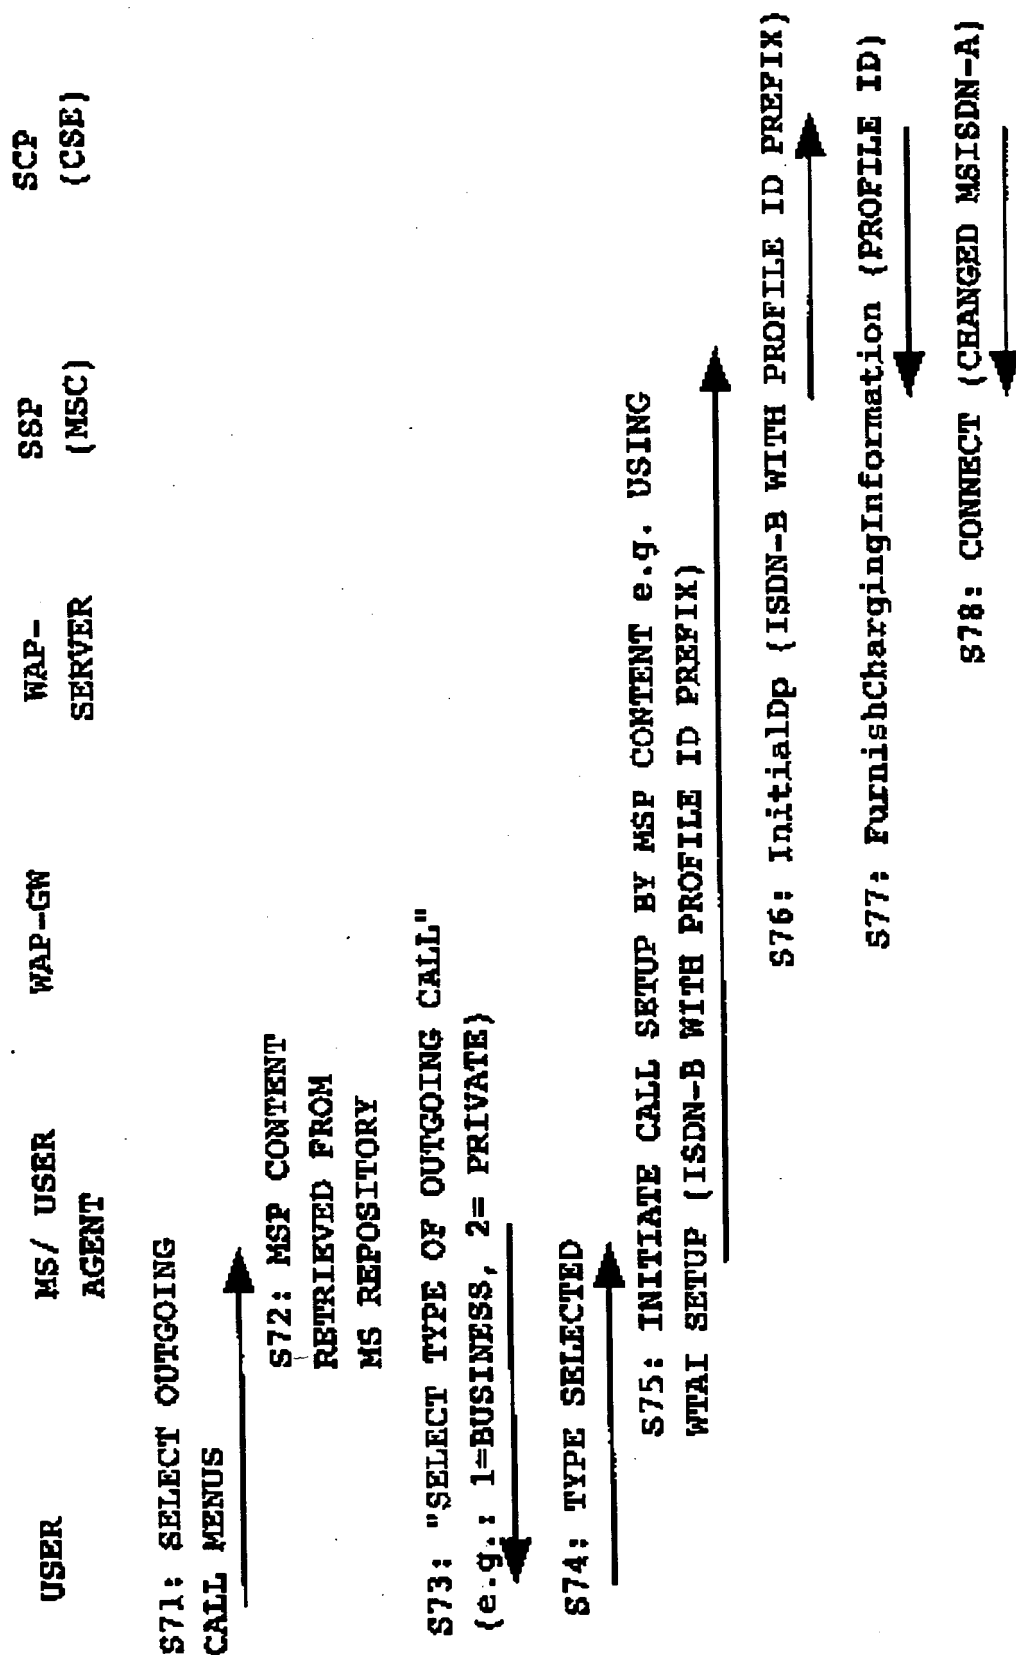 USER
MS/ USER
AGENT
WAP-GW
WAP-
SERVER
SSP
(MSC)
SCP
(CSE)
S71: SELECT OUTGOING
CALL MENUS
S72: MSP CONTENT
RETRIEVED FROM
MS REPOSITORY
S73: "SELECT TYPE OF OUTGOING CALL"
(e.g.: 1=BUSINESS, 2= PRIVATE)
S74: TYPE SELECTED
S75: INITIATE CALL SETUP BY MSP CONTENT e.g. USING
WTAI SETUP (ISDN-B WITH PROFILE ID PREFIX)
S76: InitialDp (ISDN-B WITH PROFILE ID PREFIX)
S77: FurnishChargingInformation (PROFILE ID)
S78: CONNECT (CHANGED MSISDN-A)